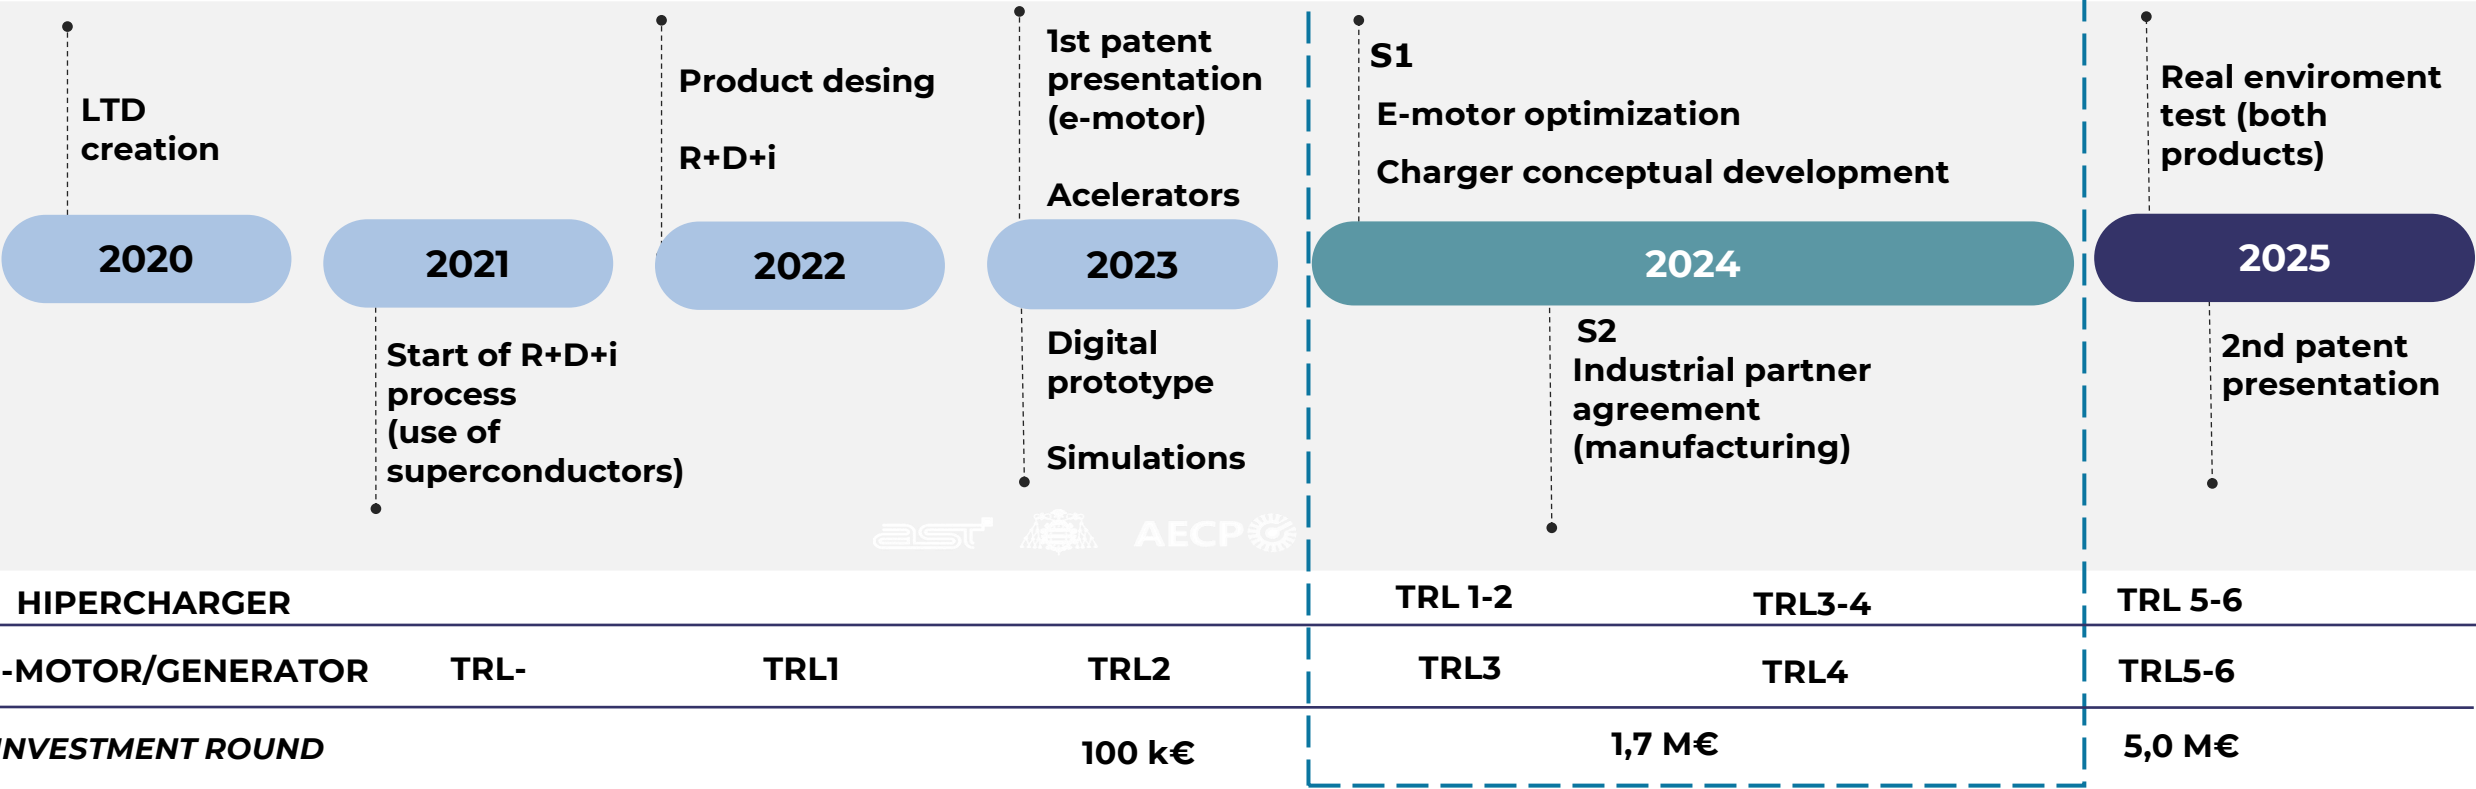 LTD
creation
Product desing
R+D+i
1st patent
presentation
(e-motor)
Acelerators
S1
E-motor optimization
Charger conceptual development
Real enviroment
test (both
products)
2020
2021
2022
2023
2024
2025
Start of R+D+i
process
(use of
superconductors)
Digital
prototype
Simulations
S2
Industrial partner
agreement
(manufacturing)
2nd patent
presentation
ast
AECP
HIPERCHARGER
TRL 1-2
TRL3-4
TRL 5-6
-MOTOR/GENERATOR
TRL-
TRL1
TRL2
TRL3
TRL4
TRL5-6
INVESTMENT ROUND
100 k€
1,7 M€
5,0 M€